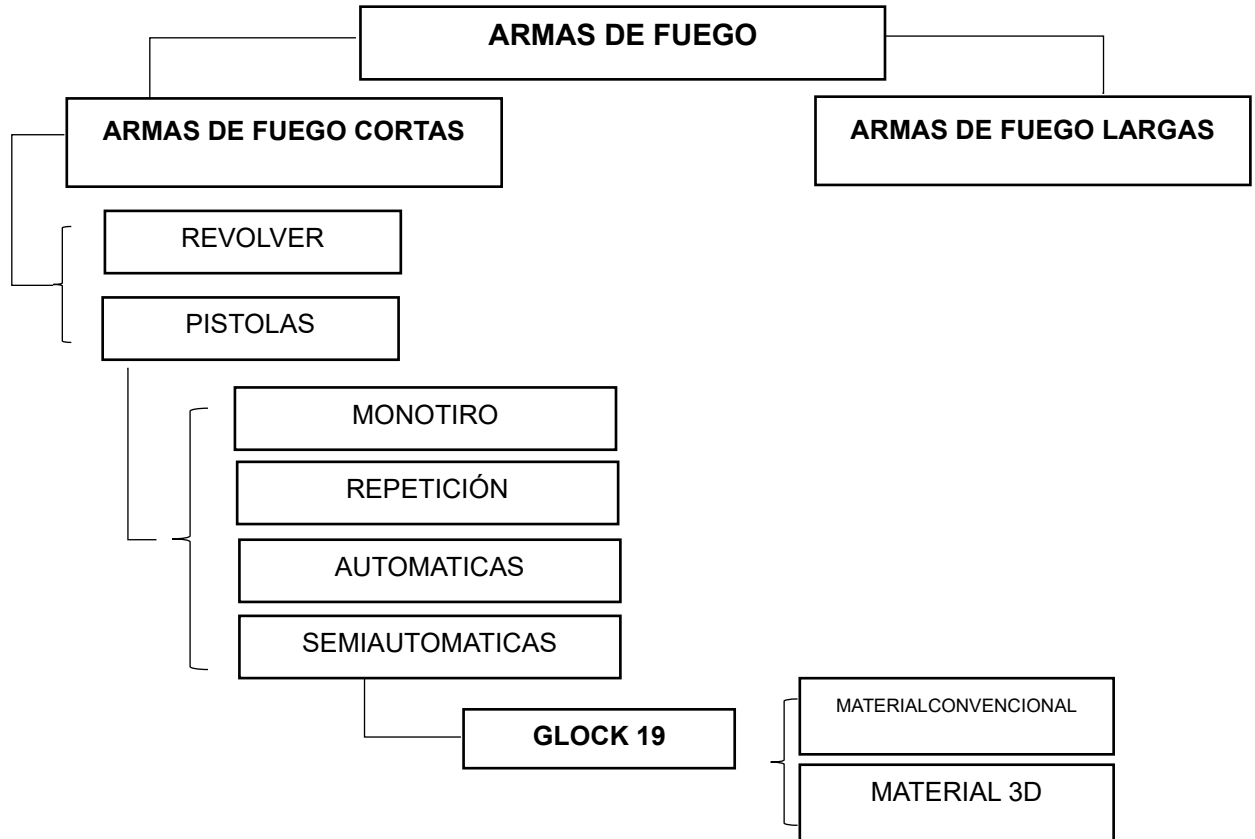 ARMAS DE FUEGO
ARMAS DE FUEGO CORTAS
ARMAS DE FUEGO LARGAS
REVOLVER
PISTOLAS
MONOTIRO
REPETICIÓN
AUTOMATICAS
SEMIAUTOMATICAS
GLOCK 19
MATERIALCONVENCIONAL
MATERIAL 3D